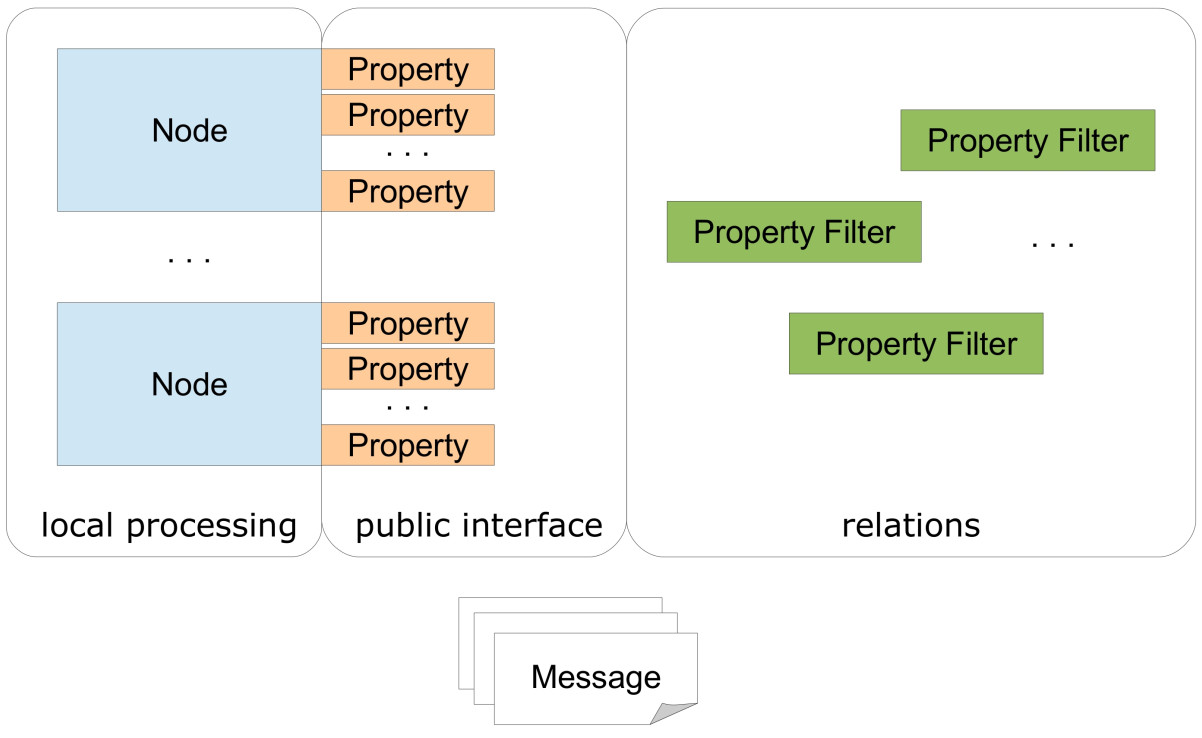 Node
Property
Property
. . .
Property
. . .
Node
Property
Property
. . .
Property
Property Filter
Property Filter
. . .
Property Filter
local processing
public interface
relations
Message